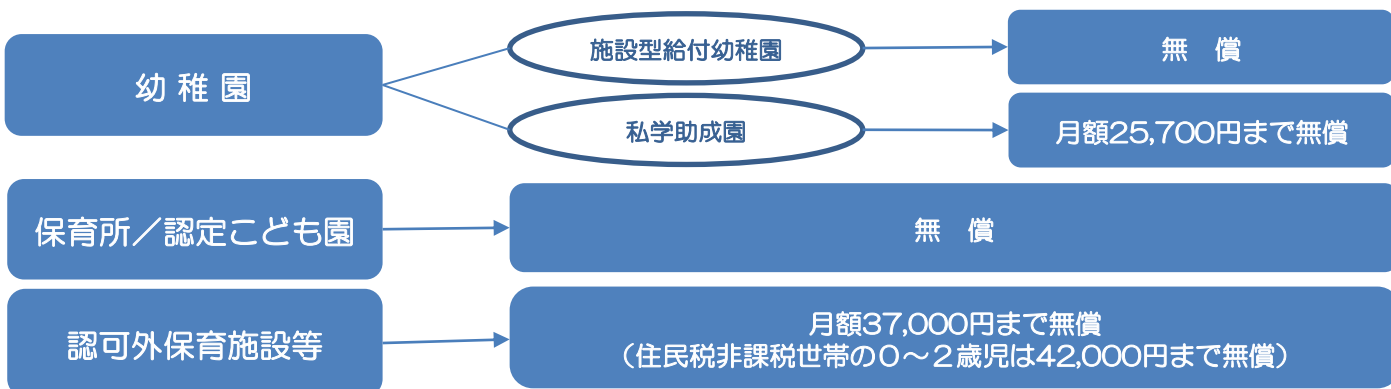 幼 稚 園
施設型給付幼稚園
無　償
私学助成園
月額25,700円まで無償
保育所／認定こども園
無　償
認可外保育施設等
月額37,000円まで無償
（住民税非課税世帯の０～２歳児は42,000円まで無償）